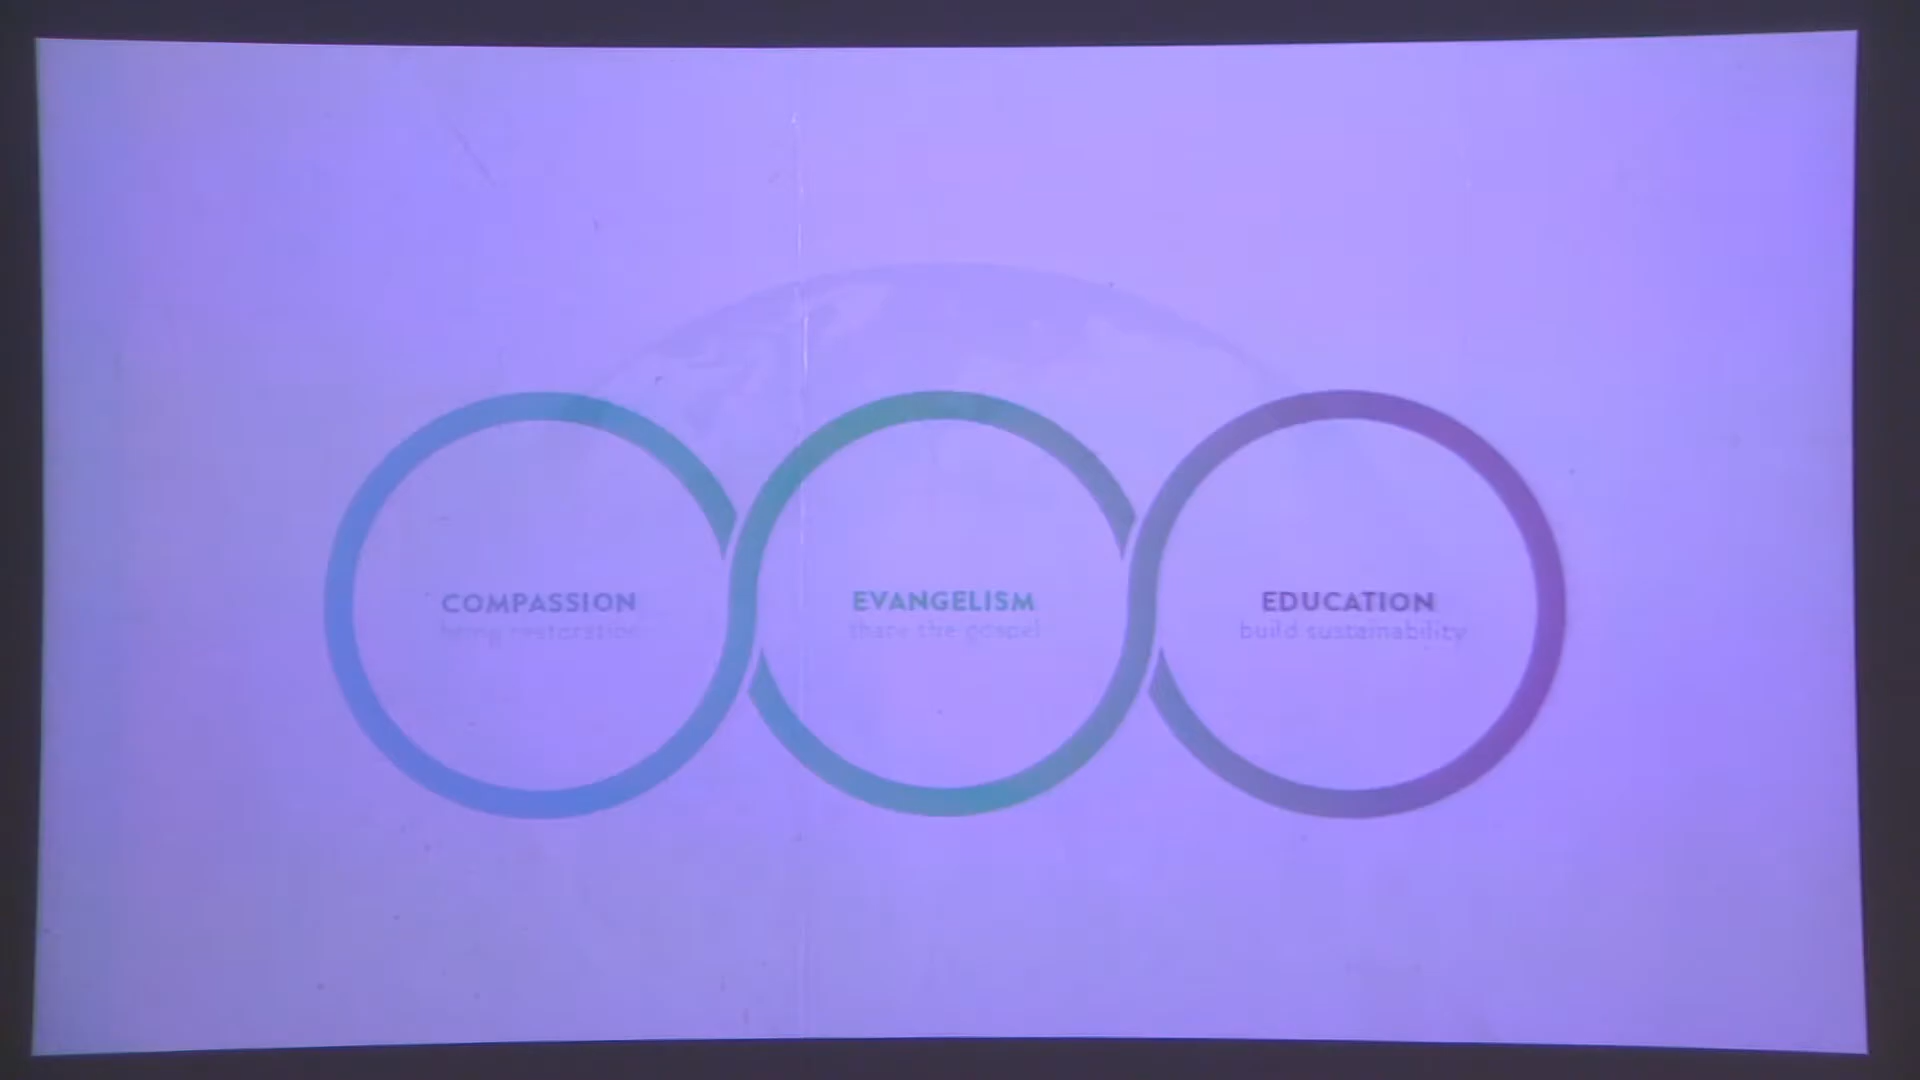 COMPASSION
bring restoration
EVANGELISM
share the gospel
EDUCATION
build sustainability